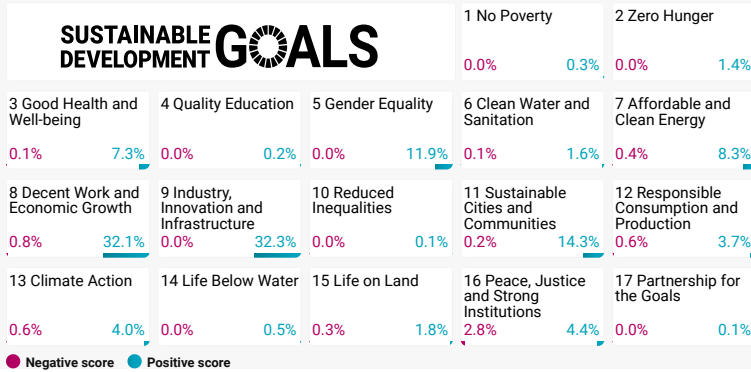 SUSTAINABLE
DEVELOPMENT
GOALS
1 No Poverty
0.0% 0.3%
2 Zero Hunger
0.0% 1.4%
3 Good Health and
Well-being
0.1% 7.3%
4 Quality Education
0.0% 0.2%
5 Gender Equality
0.0% 11.9%
6 Clean Water and
Sanitation
0.1% 1.6%
7 Affordable and
Clean Energy
0.4% 8.3%
8 Decent Work and
Economic Growth
0.8% 32.1%
9 Industry,
Innovation and
Infrastructure
0.0% 32.3%
10 Reduced
Inequalities
0.0% 0.1%
11 Sustainable
Cities and
Communities
0.2% 14.3%
12 Responsible
Consumption and
Production
0.6% 3.7%
13 Climate Action
0.6% 4.0%
14 Life Below Water
0.0% 0.5%
15 Life on Land
0.3% 1.8%
16 Peace, Justice
and Strong
Institutions
2.8% 4.4%
17 Partnership for
the Goals
0.0% 0.1%
Negative score Positive score